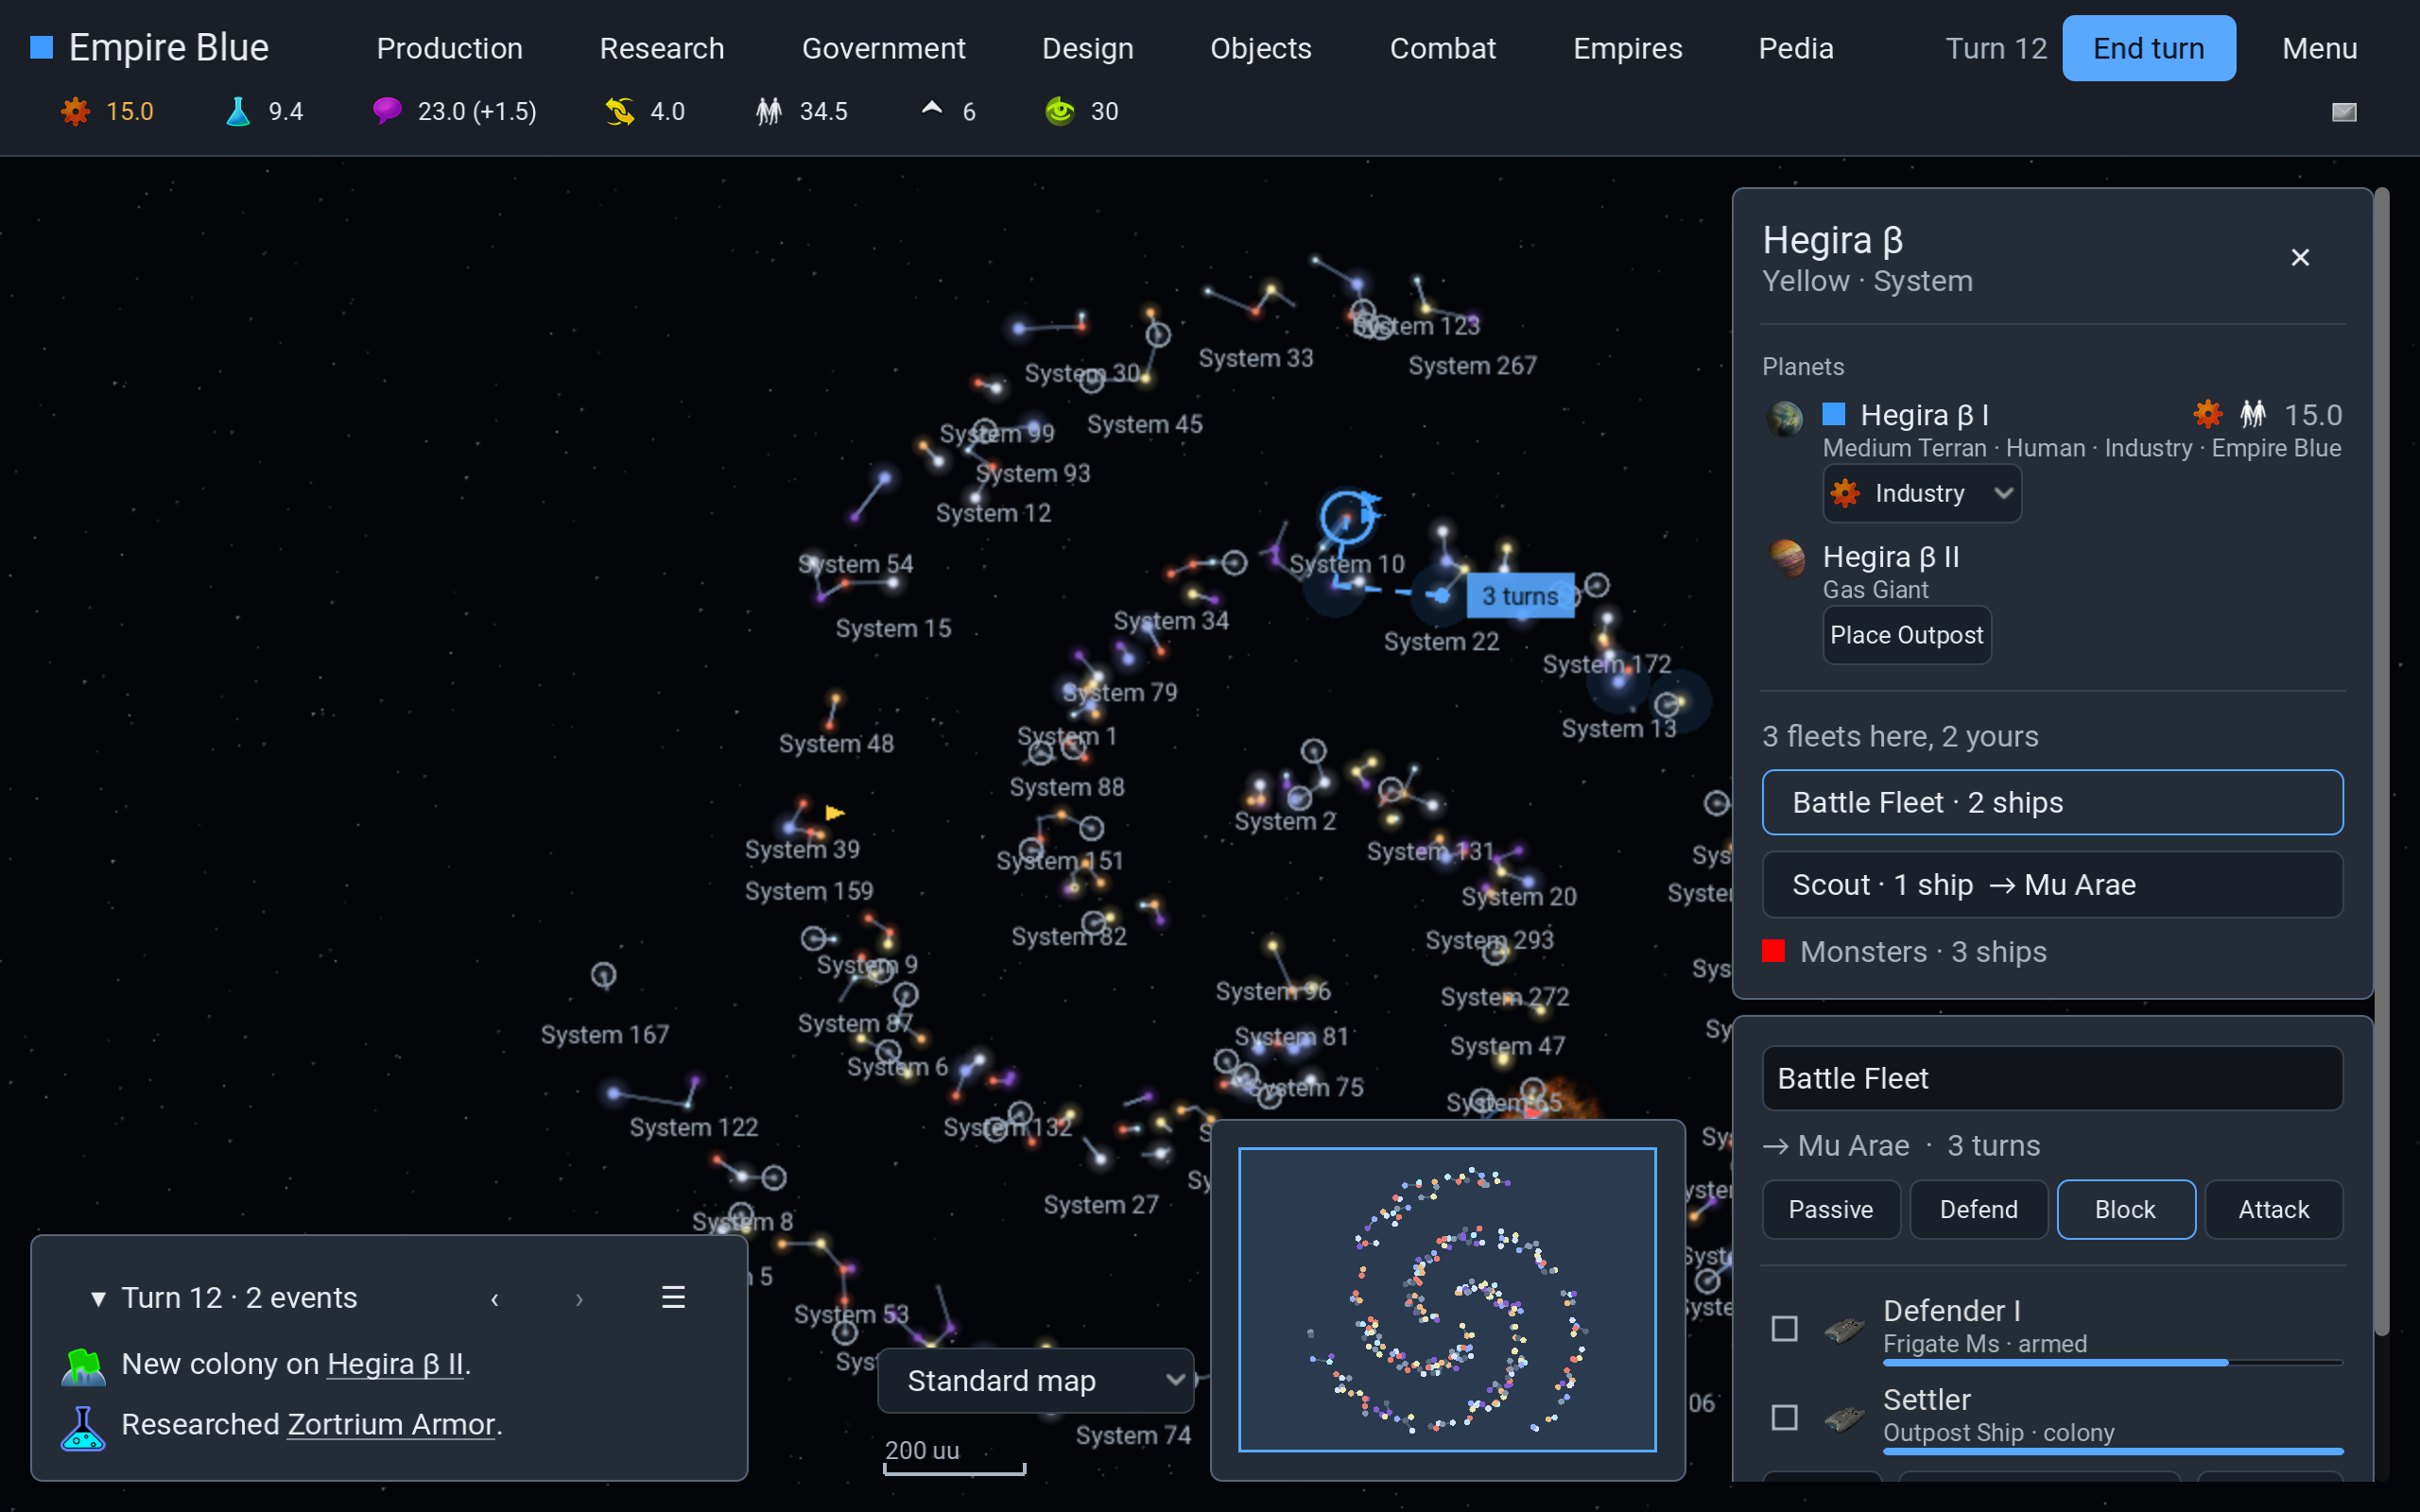 Empire Blue
Production
Research
Government
Design
Objects
Combat
Empires
Pedia
Turn 12
End turn
Menu
15.0
9.4
23.0 (+1.5)
4.0
34.5
6
30
System 123
System 33
System 267
System 30
System 45
System 99
System 93
System 12
System 54
System 10
System 15
System 34
3 turns
System 22
System 172
System 79
System 13
System 1
System 48
System 88
System 2
System 39
System 151
System 131
System 159
System 20
System 82
System 293
System 9
System 96
System 272
System 87
System 167
System 81
System 47
System 6
System 75
System 65
System 122
System 132
System 27
System 8
System 53
System 74
Hegira β
Yellow · System
Planets
Hegira β I
15.0
Medium Terran · Human · Industry · Empire Blue
Industry
Hegira β II
Gas Giant
Place Outpost
3 fleets here, 2 yours
Battle Fleet · 2 ships
Scout · 1 ship → Mu Arae
Monsters · 3 ships
Battle Fleet
→ Mu Arae · 3 turns
Passive
Defend
Block
Attack
Defender I
Frigate Ms · armed
Settler
Outpost Ship · colony
▼ Turn 12 · 2 events
‹ › ☰
New colony on Hegira β II.
Researched Zortrium Armor.
Standard map
200 uu